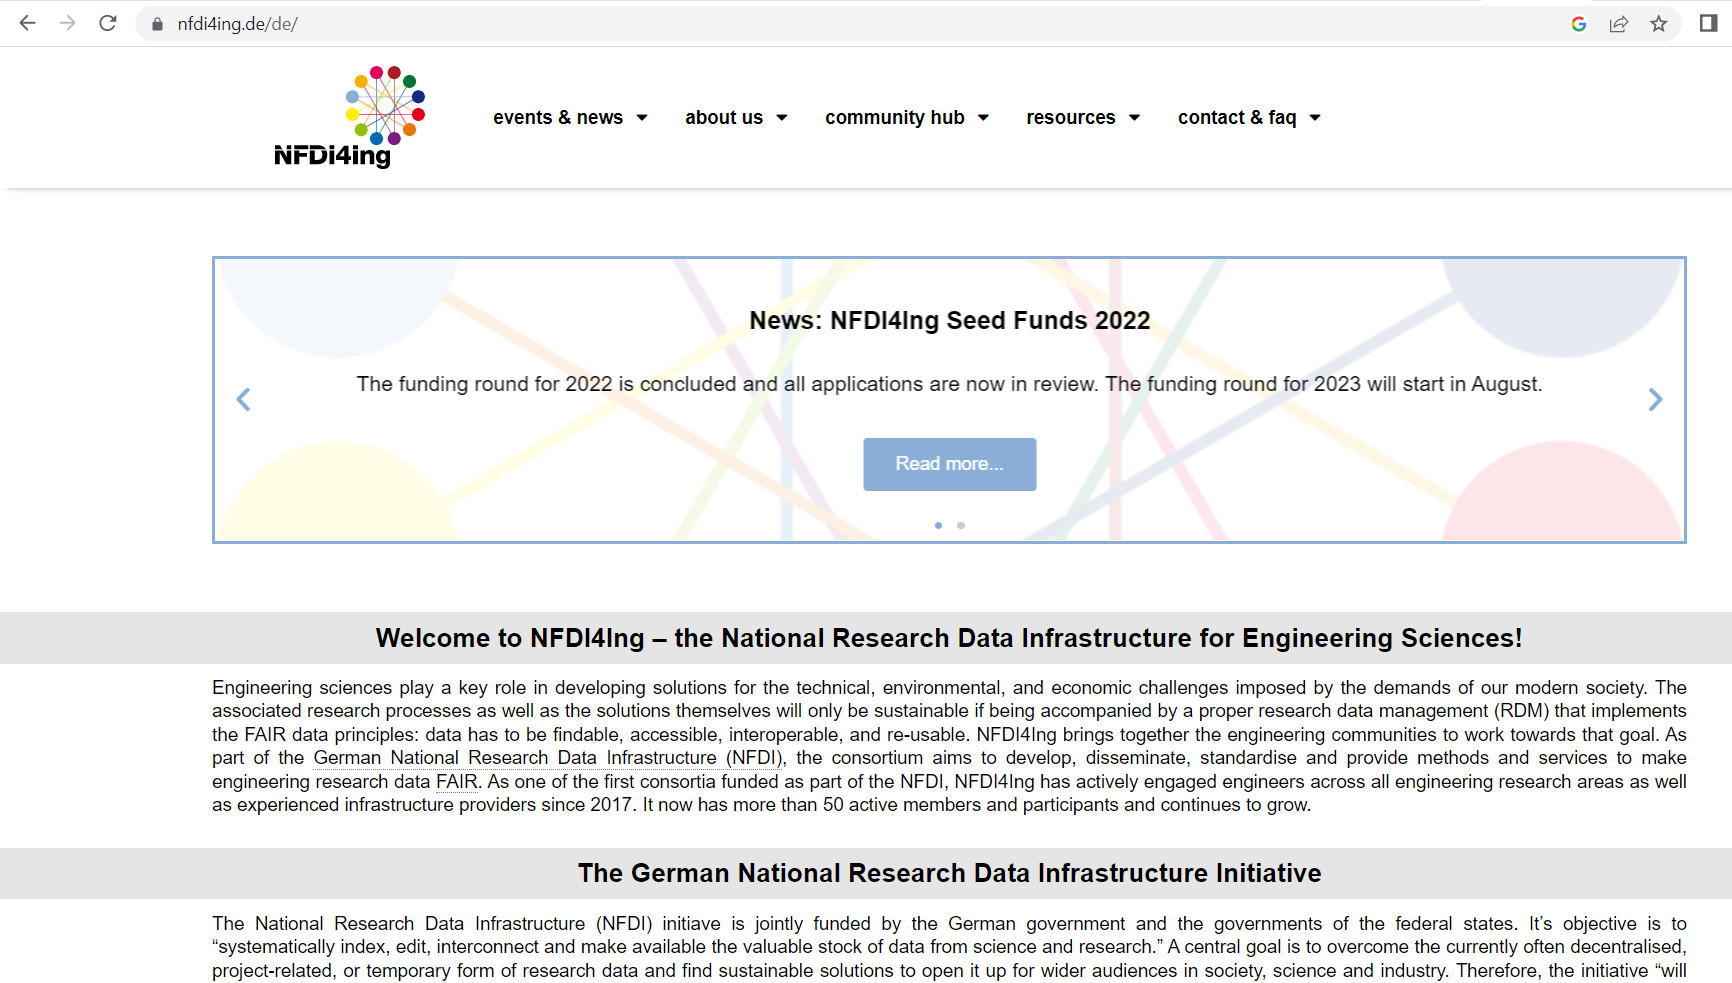 nfdi4ing.de/de/
NFDi4ing
events & news
about us
community hub
resources
contact & faq
News: NFDI4Ing Seed Funds 2022
The funding round for 2022 is concluded and all applications are now in review. The funding round for 2023 will start in August.
Read more...
Welcome to NFDI4Ing – the National Research Data Infrastructure for Engineering Sciences!
Engineering sciences play a key role in developing solutions for the technical, environmental, and economic challenges imposed by the demands of our modern society. The
associated research processes as well as the solutions themselves will only be sustainable if being accompanied by a proper research data management (RDM) that implements
the FAIR data principles: data has to be findable, accessible, interoperable, and re-usable. NFDI4Ing brings together the engineering communities to work towards that goal. As
part of the German National Research Data Infrastructure (NFDI), the consortium aims to develop, disseminate, standardise and provide methods and services to make
engineering research data FAIR. As one of the first consortia funded as part of the NFDI, NFDI4Ing has actively engaged engineers across all engineering research areas as well
as experienced infrastructure providers since 2017. It now has more than 50 active members and participants and continues to grow.
The German National Research Data Infrastructure Initiative
The National Research Data Infrastructure (NFDI) initiave is jointly funded by the German government and the governments of the federal states. It’s objective is to
“systematically index, edit, interconnect and make available the valuable stock of data from science and research.” A central goal is to overcome the currently often decentralised,
project-related, or temporary form of research data and find sustainable solutions to open it up for wider audiences in society, science and industry. Therefore, the initiative “will